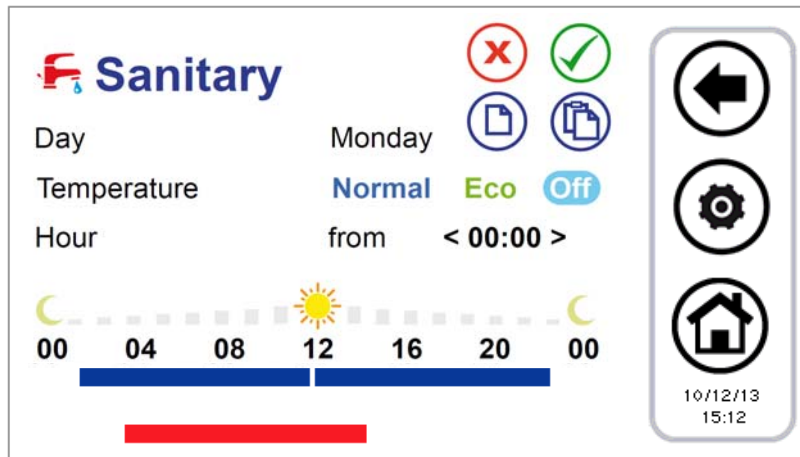 Sanitary
Day Monday
Temperature Normal Eco Off
Hour from < 00:00 >
00 04 08 12 16 20 00
10/12/13
15:12